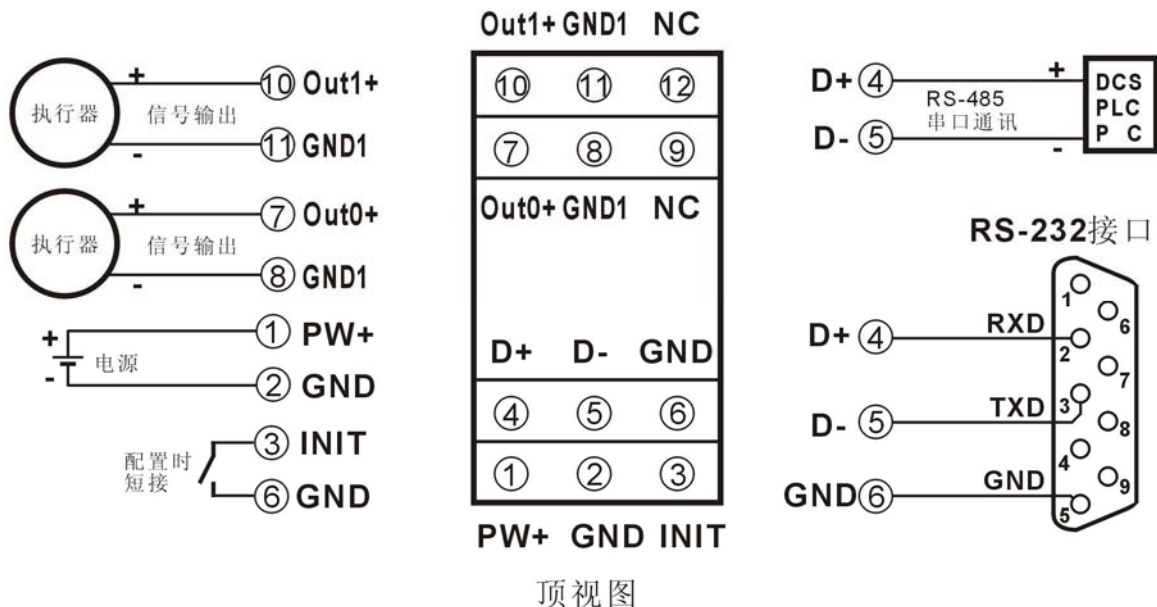 Out1+ GND1 NC
⑩ ⑪ ⑫
⑦ ⑧ ⑨
Out0+ GND1 NC
D+ D- GND
④ ⑤ ⑥
① ② ③
PW+ GND INIT
顶视图
执行器
+
信号输出
-
⑩ Out1+
⑪ GND1
执行器
+
信号输出
-
⑦ Out0+
⑧ GND1
+
电源
-
① PW+
② GND
配置时
短接
③ INIT
⑥ GND
D+ ④
D- ⑤
RS-485
串口通讯
+
-
DCS
PLC
P C
RS-232接口
D+ ④ RXD
D- ⑤ TXD
GND ⑥ GND
1
6
2
7
3
8
4
9
5